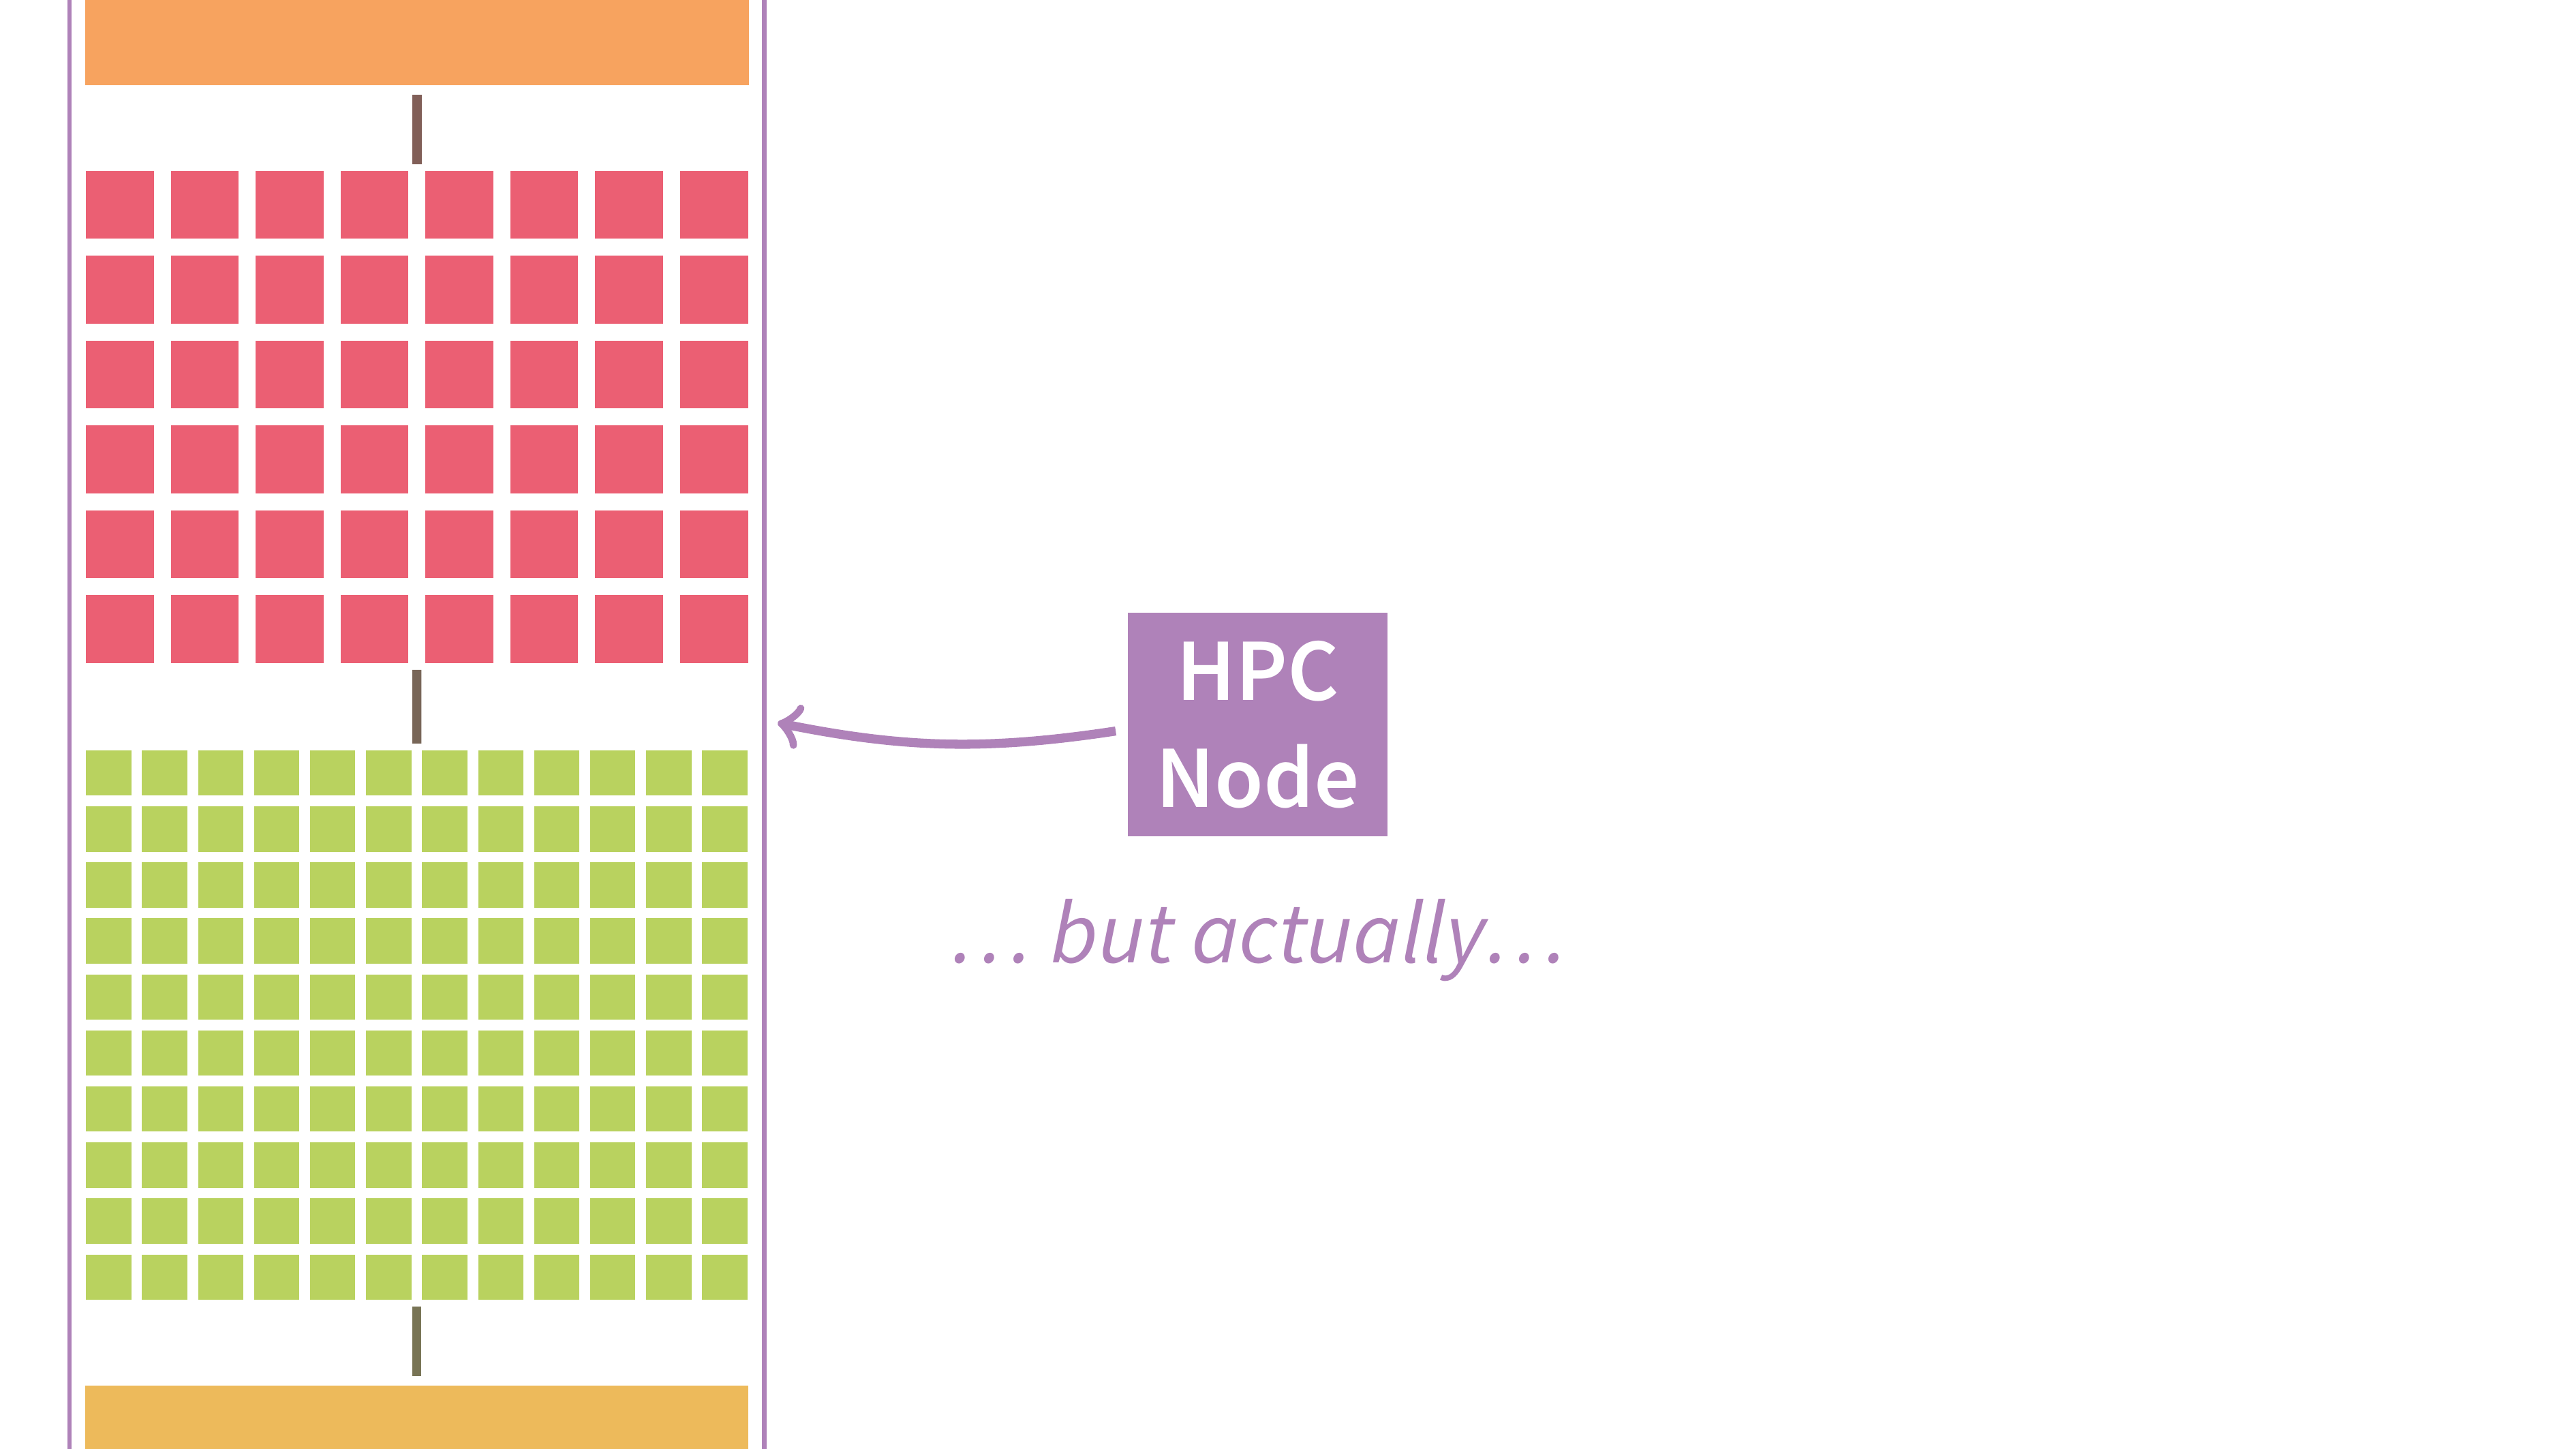 HPC
Node
… but actually…